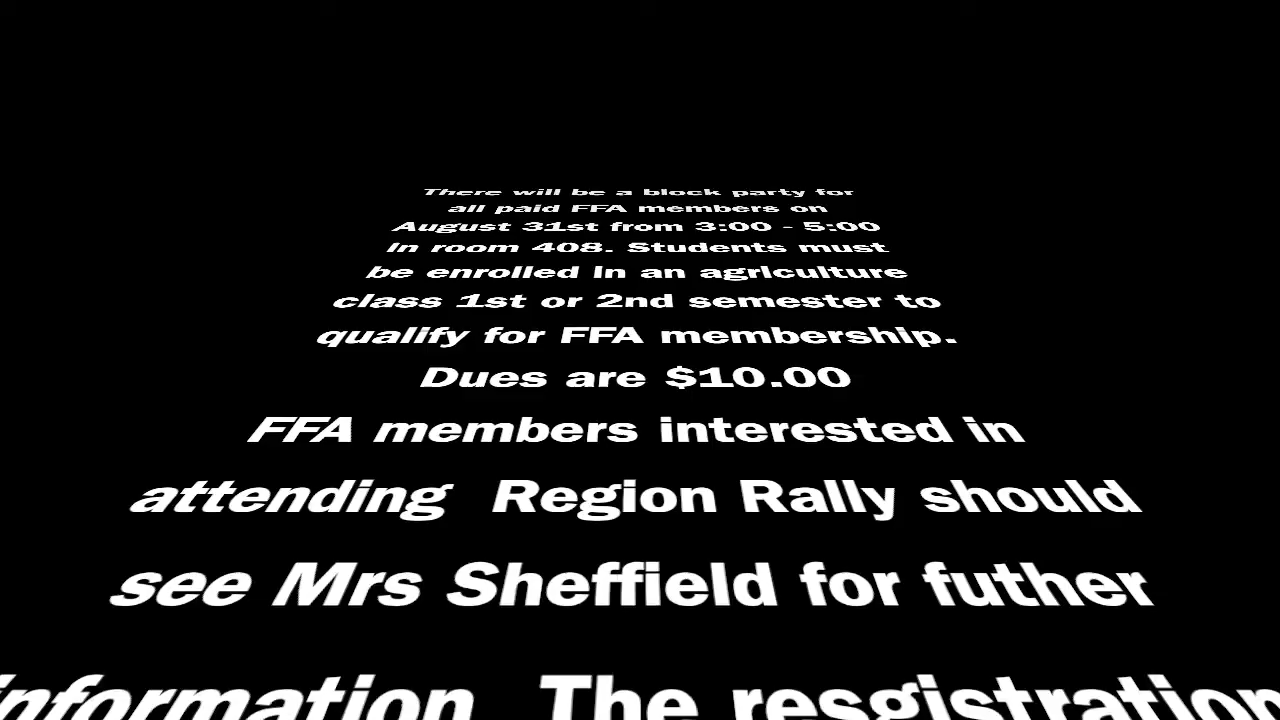 There will be a block party for
all paid FFA members on
August 31st from 3:00 - 5:00
in room 408. Students must
be enrolled in an agriculture
class 1st or 2nd semester to
qualify for FFA membership.
Dues are $10.00
FFA members interested in
attending  Region Rally should
see Mrs Sheffield for futher
information  The resgistration